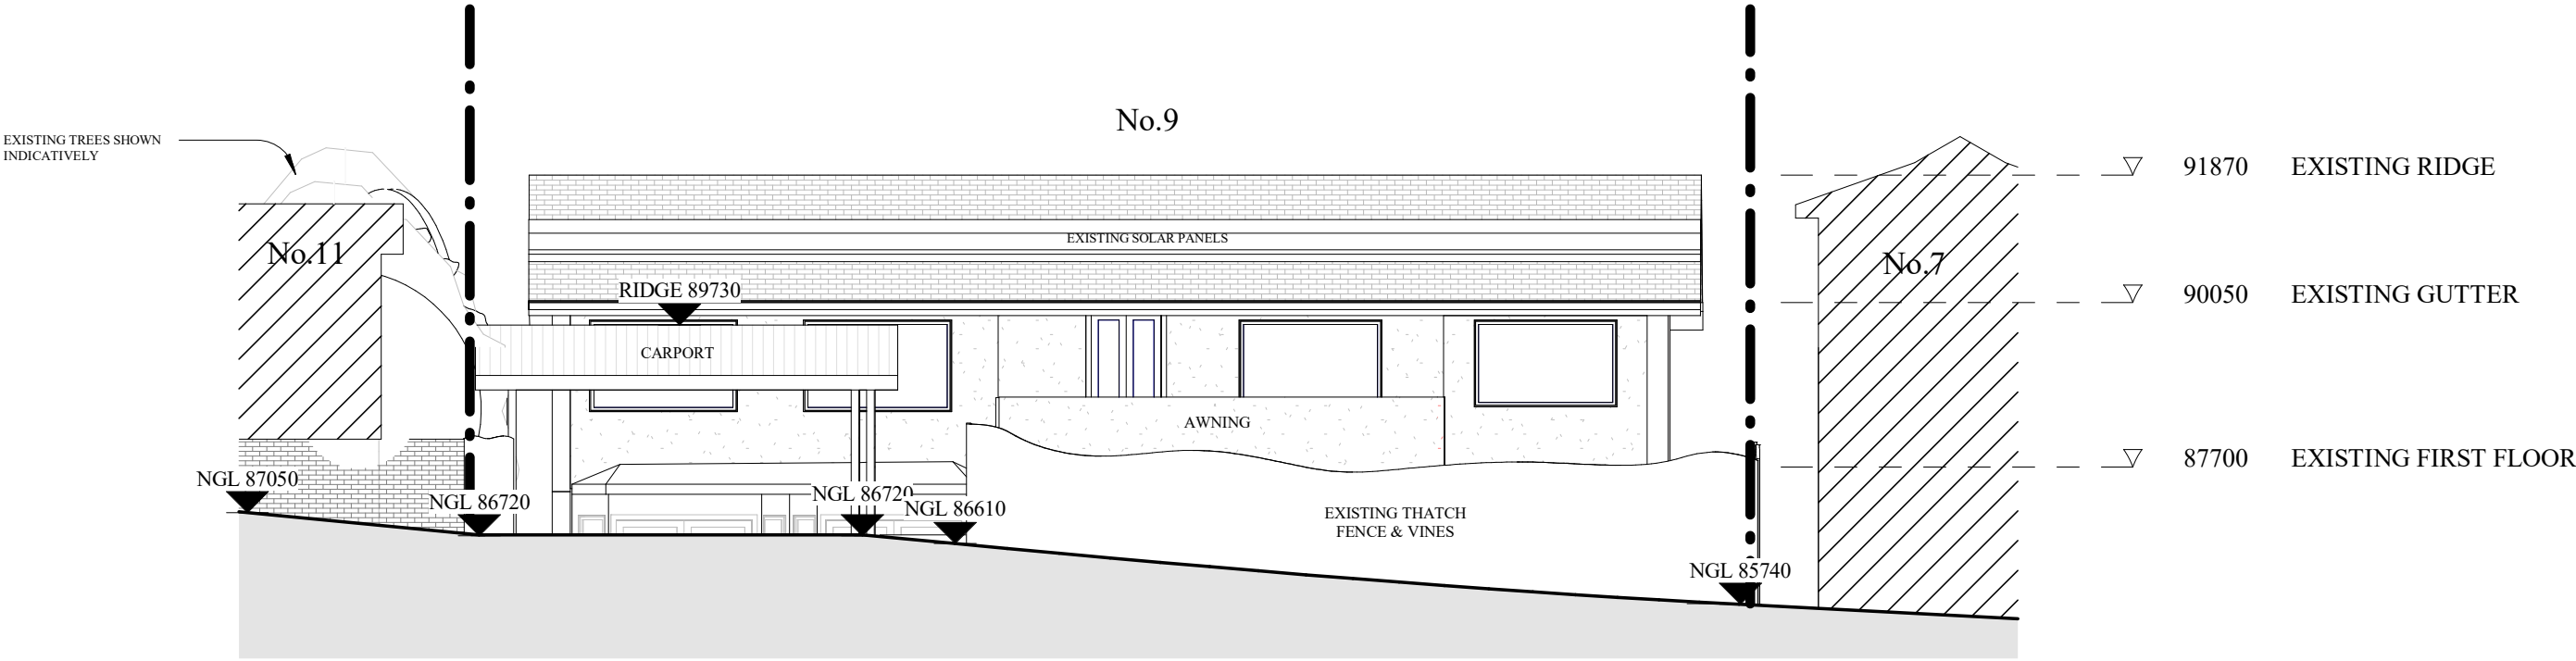 No.9
EXISTING TREES SHOWN
INDICATIVELY
91870 EXISTING RIDGE
EXISTING SOLAR PANELS
No.11
No.7
RIDGE 89730
90050 EXISTING GUTTER
CARPORT
AWNING
87700 EXISTING FIRST FLOOR
NGL 87050
NGL 86720
NGL 86720
NGL 86610
EXISTING THATCH
FENCE & VINES
NGL 85740